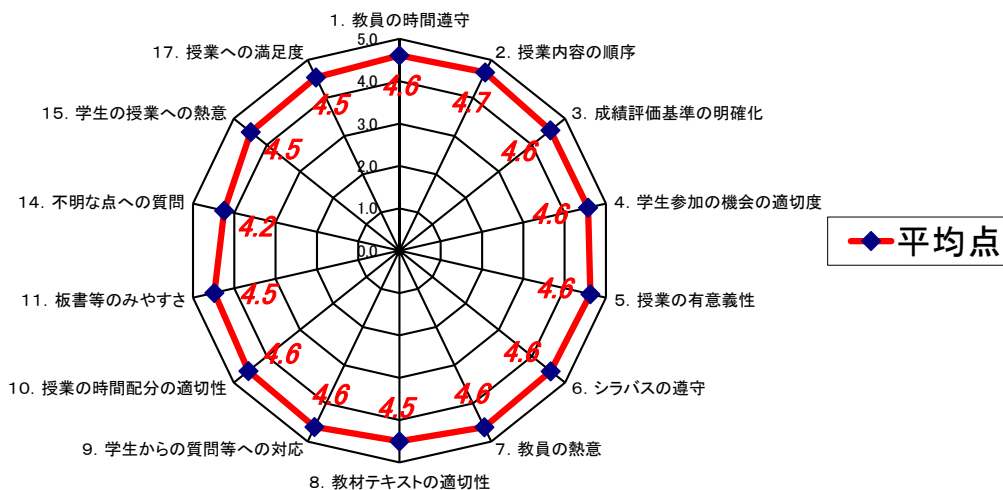 1. 教員の時間遵守
2. 授業内容の順序
3. 成績評価基準の明確化
4. 学生参加の機会の適切度
5. 授業の有意義性
6. シラバスの遵守
7. 教員の熱意
8. 教材テキストの適切性
9. 学生からの質問等への対応
10. 授業の時間配分の適切性
11. 板書等のみやすさ
14. 不明な点への質問
15. 学生の授業への熱意
17. 授業への満足度
5.0
4.0
3.0
2.0
1.0
0.0
4.6
4.7
4.6
4.6
4.6
4.6
4.6
4.5
4.6
4.6
4.5
4.2
4.5
4.5
平均点